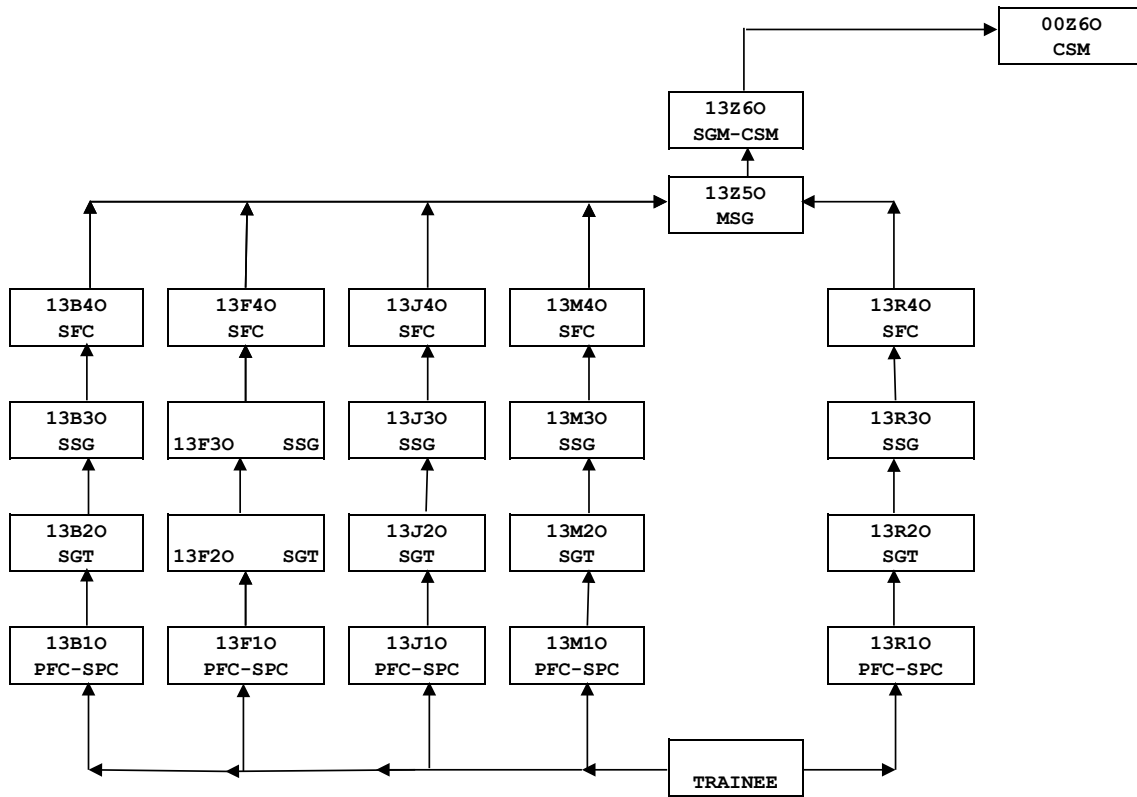 00Z6O
CSM
13Z6O
SGM-CSM
13Z5O
MSG
13B4O
SFC
13F4O
SFC
13J4O
SFC
13M4O
SFC
13R4O
SFC
13B3O
SSG
13F3O SSG
13J3O
SSG
13M3O
SSG
13R3O
SSG
13B2O
SGT
13F2O SGT
13J2O
SGT
13M2O
SGT
13R2O
SGT
13B1O
PFC-SPC
13F1O
PFC-SPC
13J1O
PFC-SPC
13M1O
PFC-SPC
13R1O
PFC-SPC
TRAINEE